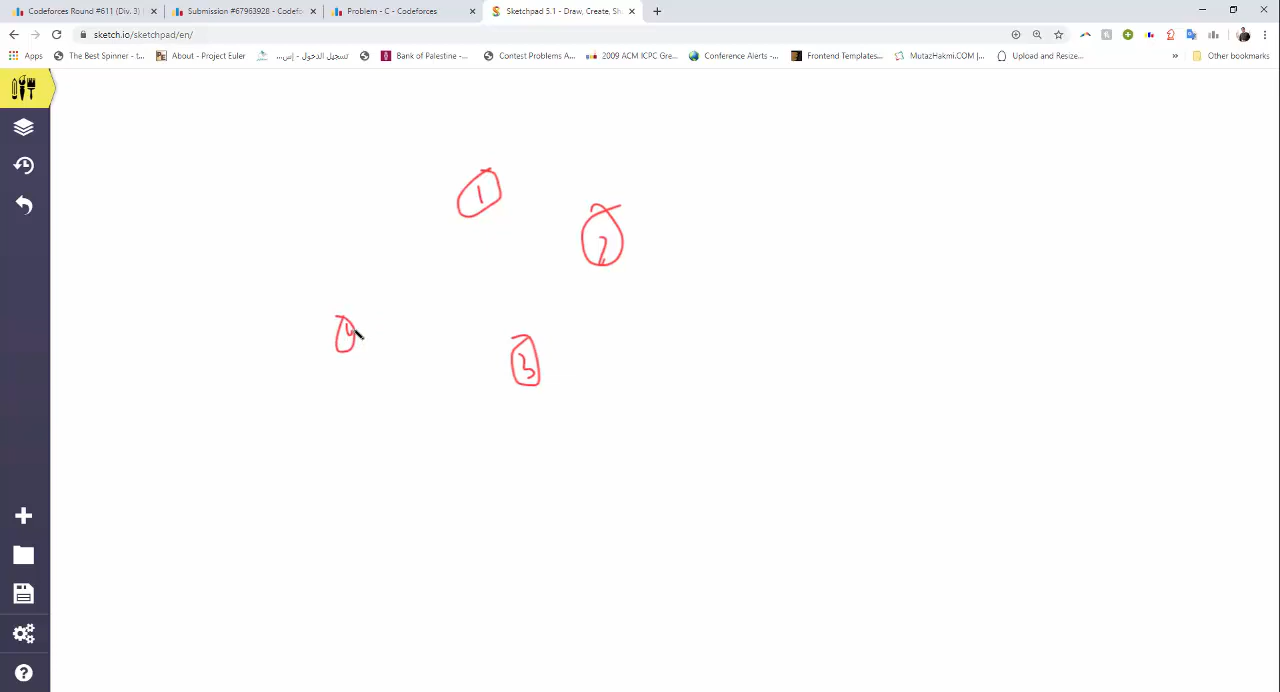 Codeforces Round #611 (Div. 3)
Submission #67963928 - Codefo
Problem - C - Codeforces
Sketchpad 5.1 - Draw, Create, Sh
sketch.io/sketchpad/en/
Apps
The Best Spinner - t...
About - Project Euler
تسجيل الدخول - إس...
Bank of Palestine -...
Contest Problems A...
2009 ACM ICPC Gre...
Conference Alerts -...
Frontend Templates...
MutazHakmi.COM |...
Upload and Resize...
»
Other bookmarks
1
2
4
3